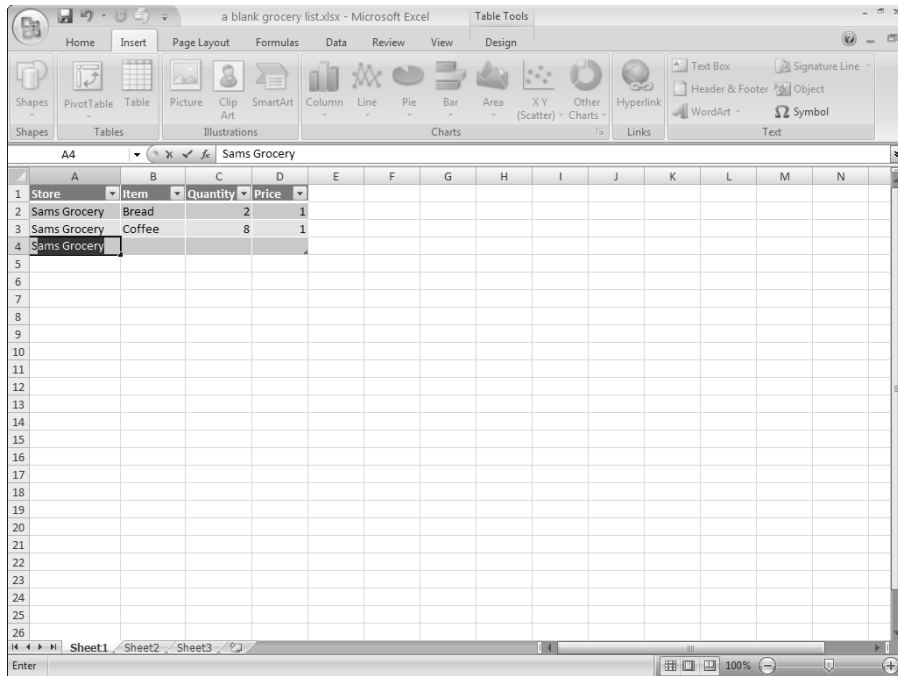 a blank grocery list.xlsx - Microsoft Excel Table Tools
Home Insert Page Layout Formulas Data Review View Design
Shapes PivotTable Table Picture Clip Art SmartArt Column Line Pie Bar Area X Y (Scatter) Other Charts Hyperlink Text Box Header & Footer WordArt Signature Line Object Symbol
Shapes Tables Illustrations Charts Links Text
A4 fx Sams Grocery
A B C D E F G H I J K L M N
1 Store Item Quantity Price
2 Sams Grocery Bread 2 1
3 Sams Grocery Coffee 8 1
4 Sams Grocery
5
6
7
8
9
10
11
12
13
14
15
16
17
18
19
20
21
22
23
24
25
26
Sheet1 Sheet2 Sheet3
Enter 100%